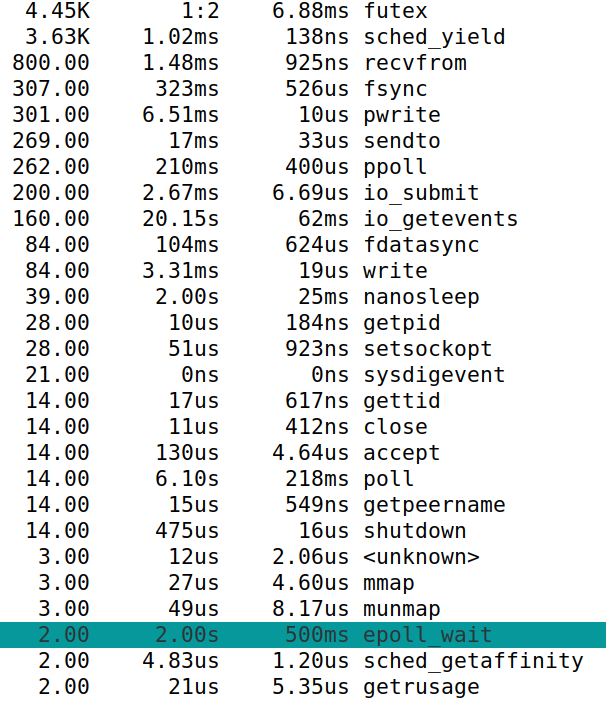 4.45K 1:2 6.88ms futex
3.63K 1.02ms 138ns sched_yield
800.00 1.48ms 925ns recvfrom
307.00 323ms 526us fsync
301.00 6.51ms 10us pwrite
269.00 17ms 33us sendto
262.00 210ms 400us ppoll
200.00 2.67ms 6.69us io_submit
160.00 20.15s 62ms io_getevents
84.00 104ms 624us fdatasync
84.00 3.31ms 19us write
39.00 2.00s 25ms nanosleep
28.00 10us 184ns getpid
28.00 51us 923ns setsockopt
21.00 0ns 0ns sysdigevent
14.00 17us 617ns gettid
14.00 11us 412ns close
14.00 130us 4.64us accept
14.00 6.10s 218ms poll
14.00 15us 549ns getpeername
14.00 475us 16us shutdown
3.00 12us 2.06us <unknown>
3.00 27us 4.60us mmap
3.00 49us 8.17us munmap
2.00 2.00s 500ms epoll_wait
2.00 4.83us 1.20us sched_getaffinity
2.00 21us 5.35us getrusage